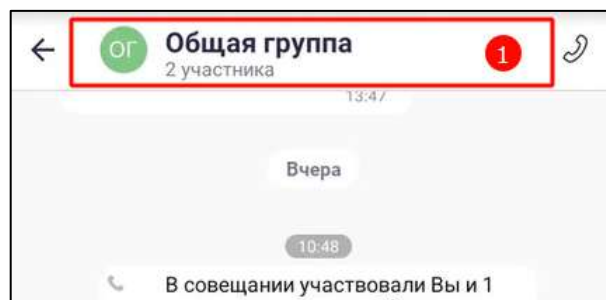 ОГ
Общая группа
1
2 участника
13:47
Вчера
10:48
В совещании участвовали Вы и 1